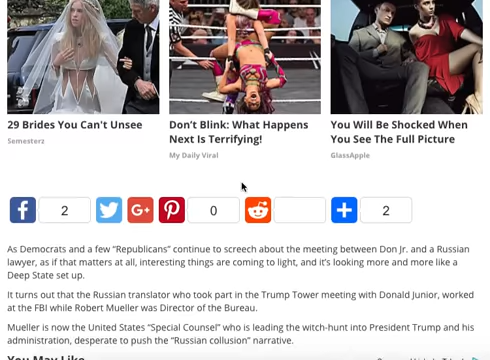 29 Brides You Can't Unsee
Semesterz
Don't Blink: What Happens
Next Is Terrifying!
My Daily Viral
You Will Be Shocked When
You See The Full Picture
GlassApple
2
0
2
As Democrats and a few “Republicans” continue to screech about the meeting between Don Jr. and a Russian
lawyer, as if that matters at all, interesting things are coming to light, and it’s looking more and more like a
Deep State set up.
It turns out that the Russian translator who took part in the Trump Tower meeting with Donald Junior, worked
at the FBI while Robert Mueller was Director of the Bureau.
Mueller is now the United States “Special Counsel” who is leading the witch-hunt into President Trump and his
administration, desperate to push the “Russian collusion” narrative.
You May Like